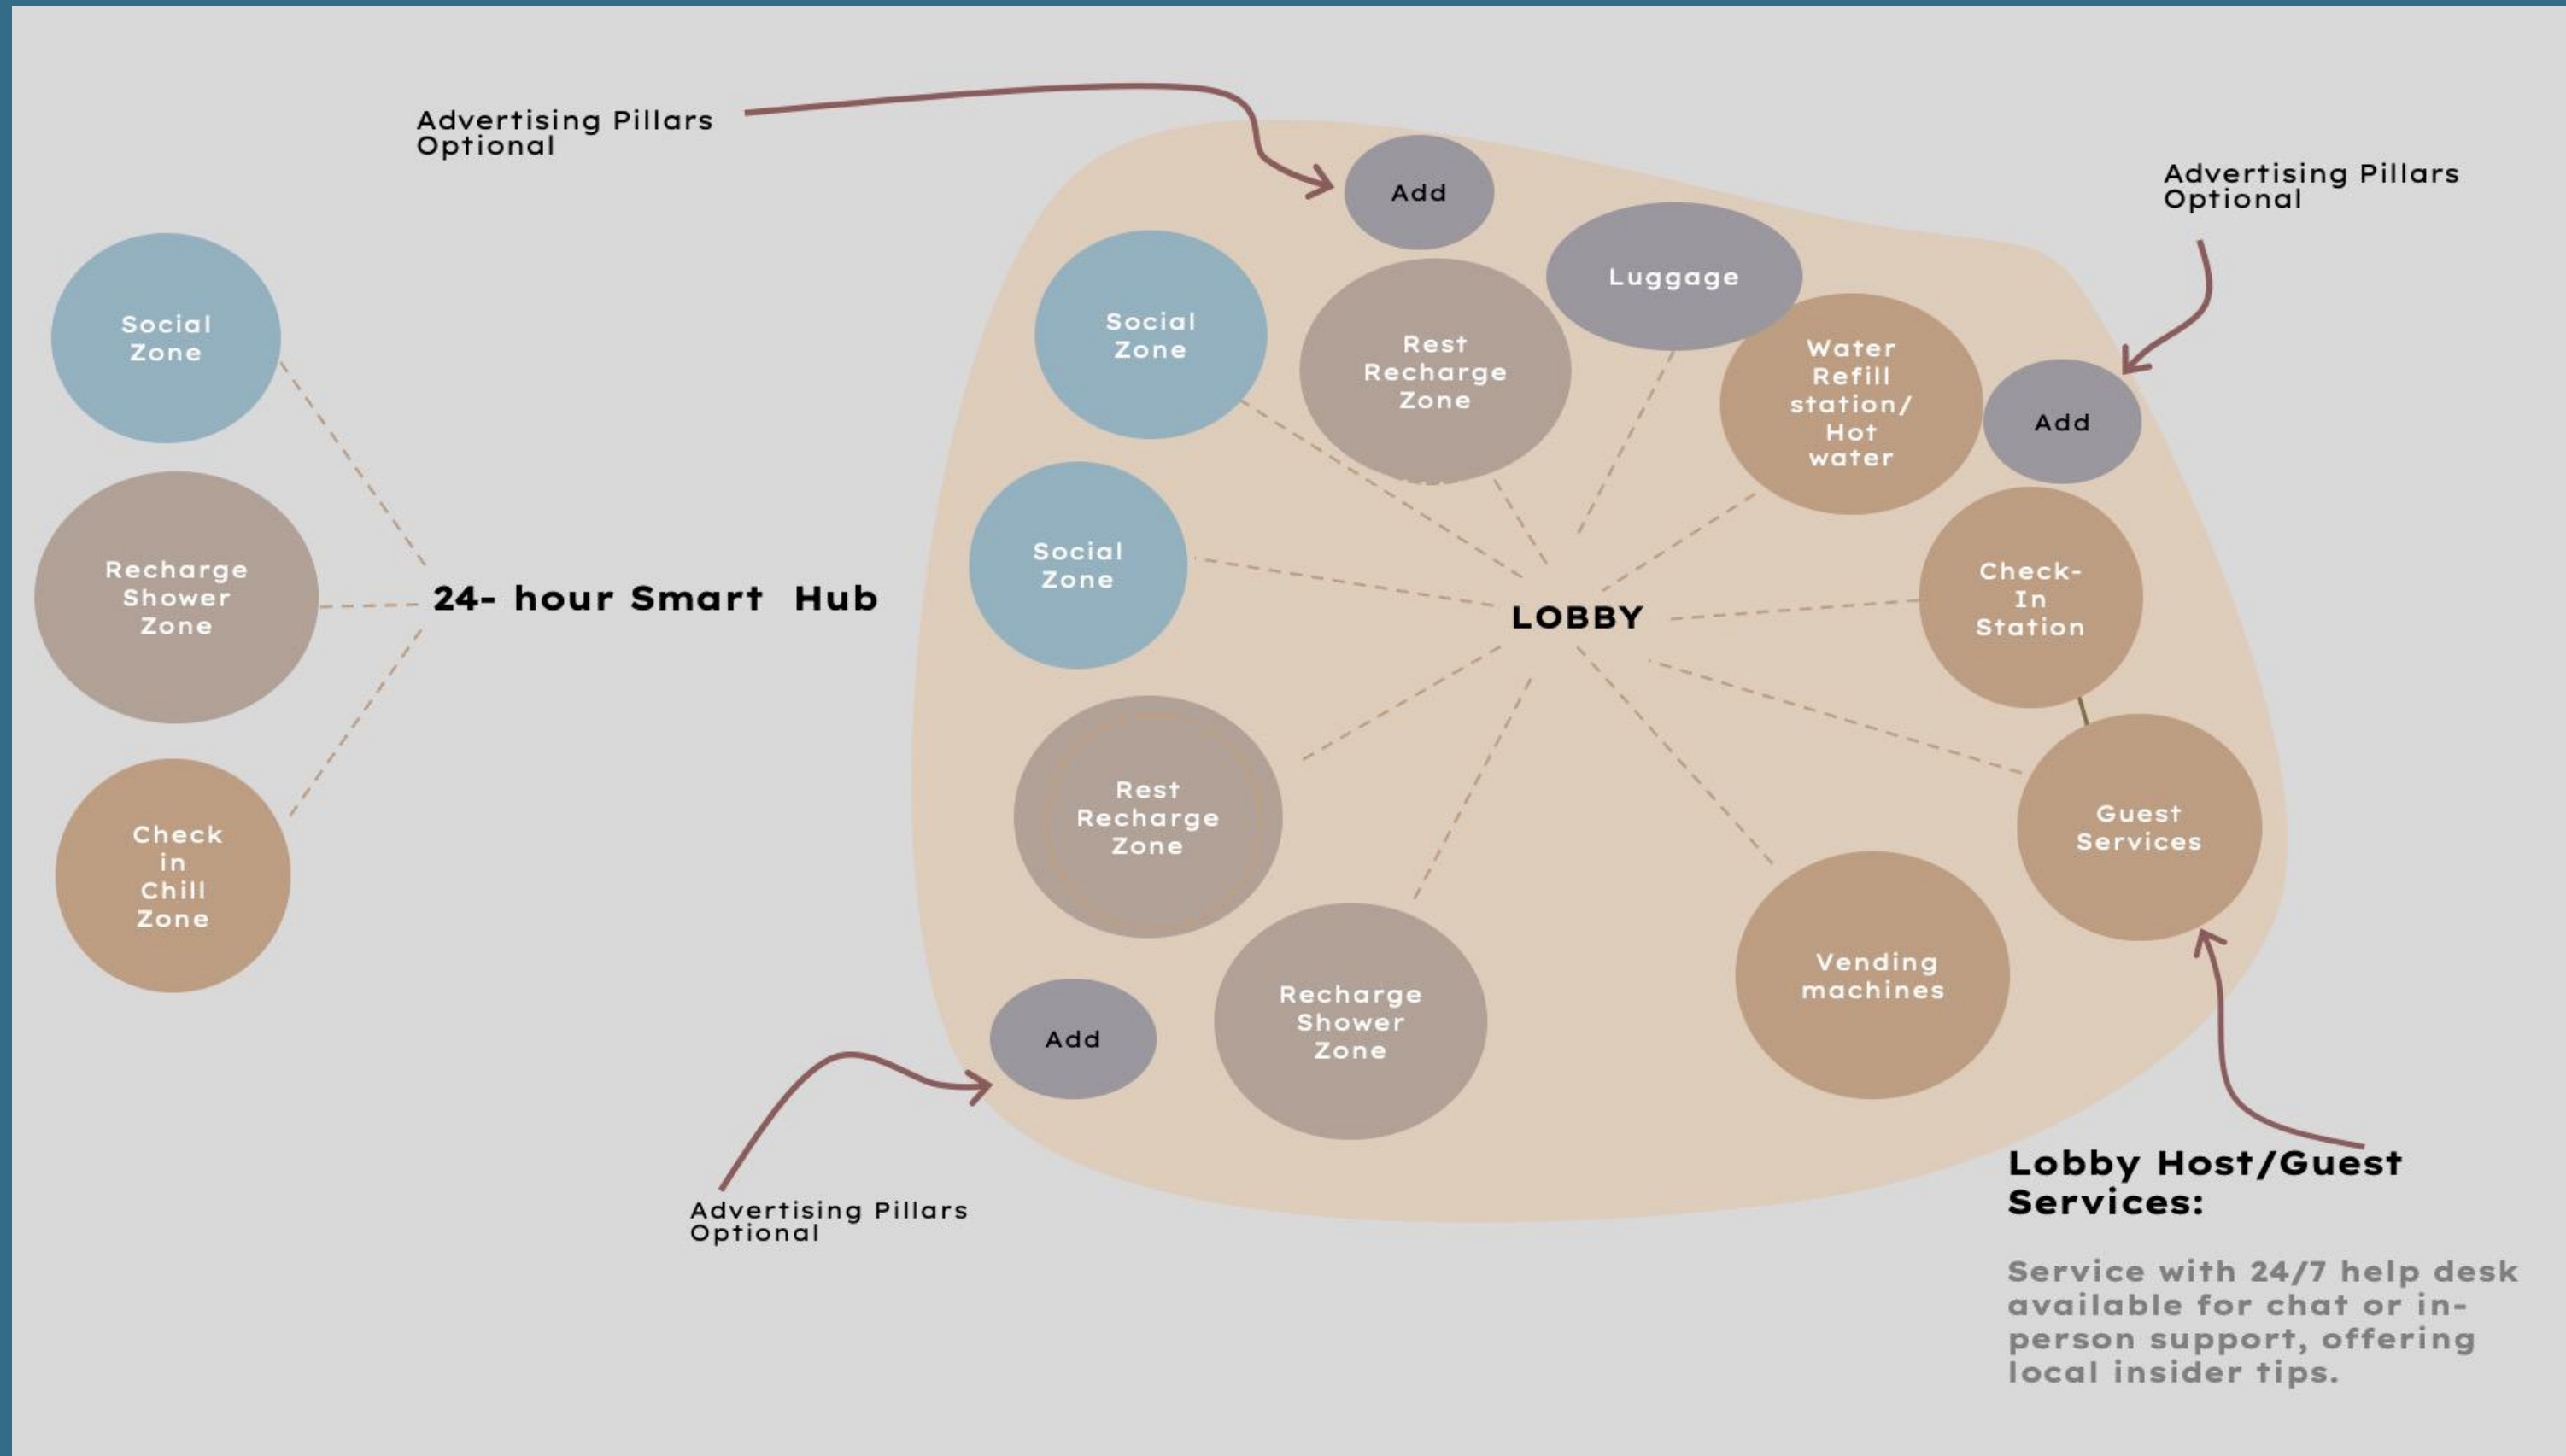 Advertising Pillars
Optional
Advertising Pillars
Optional
Social
Zone
Recharge
Shower
Zone
Check
in
Chill
Zone
24- hour Smart  Hub
Add
Luggage
Social
Zone
Rest
Recharge
Zone
Water
Refill
station/
Hot
water
Add
Social
Zone
LOBBY
Check-
In
Station
Rest
Recharge
Zone
Guest
Services
Add
Recharge
Shower
Zone
Vending
machines
Advertising Pillars
Optional
Lobby Host/Guest
Services:
Service with 24/7 help desk
available for chat or in-
person support, offering
local insider tips.